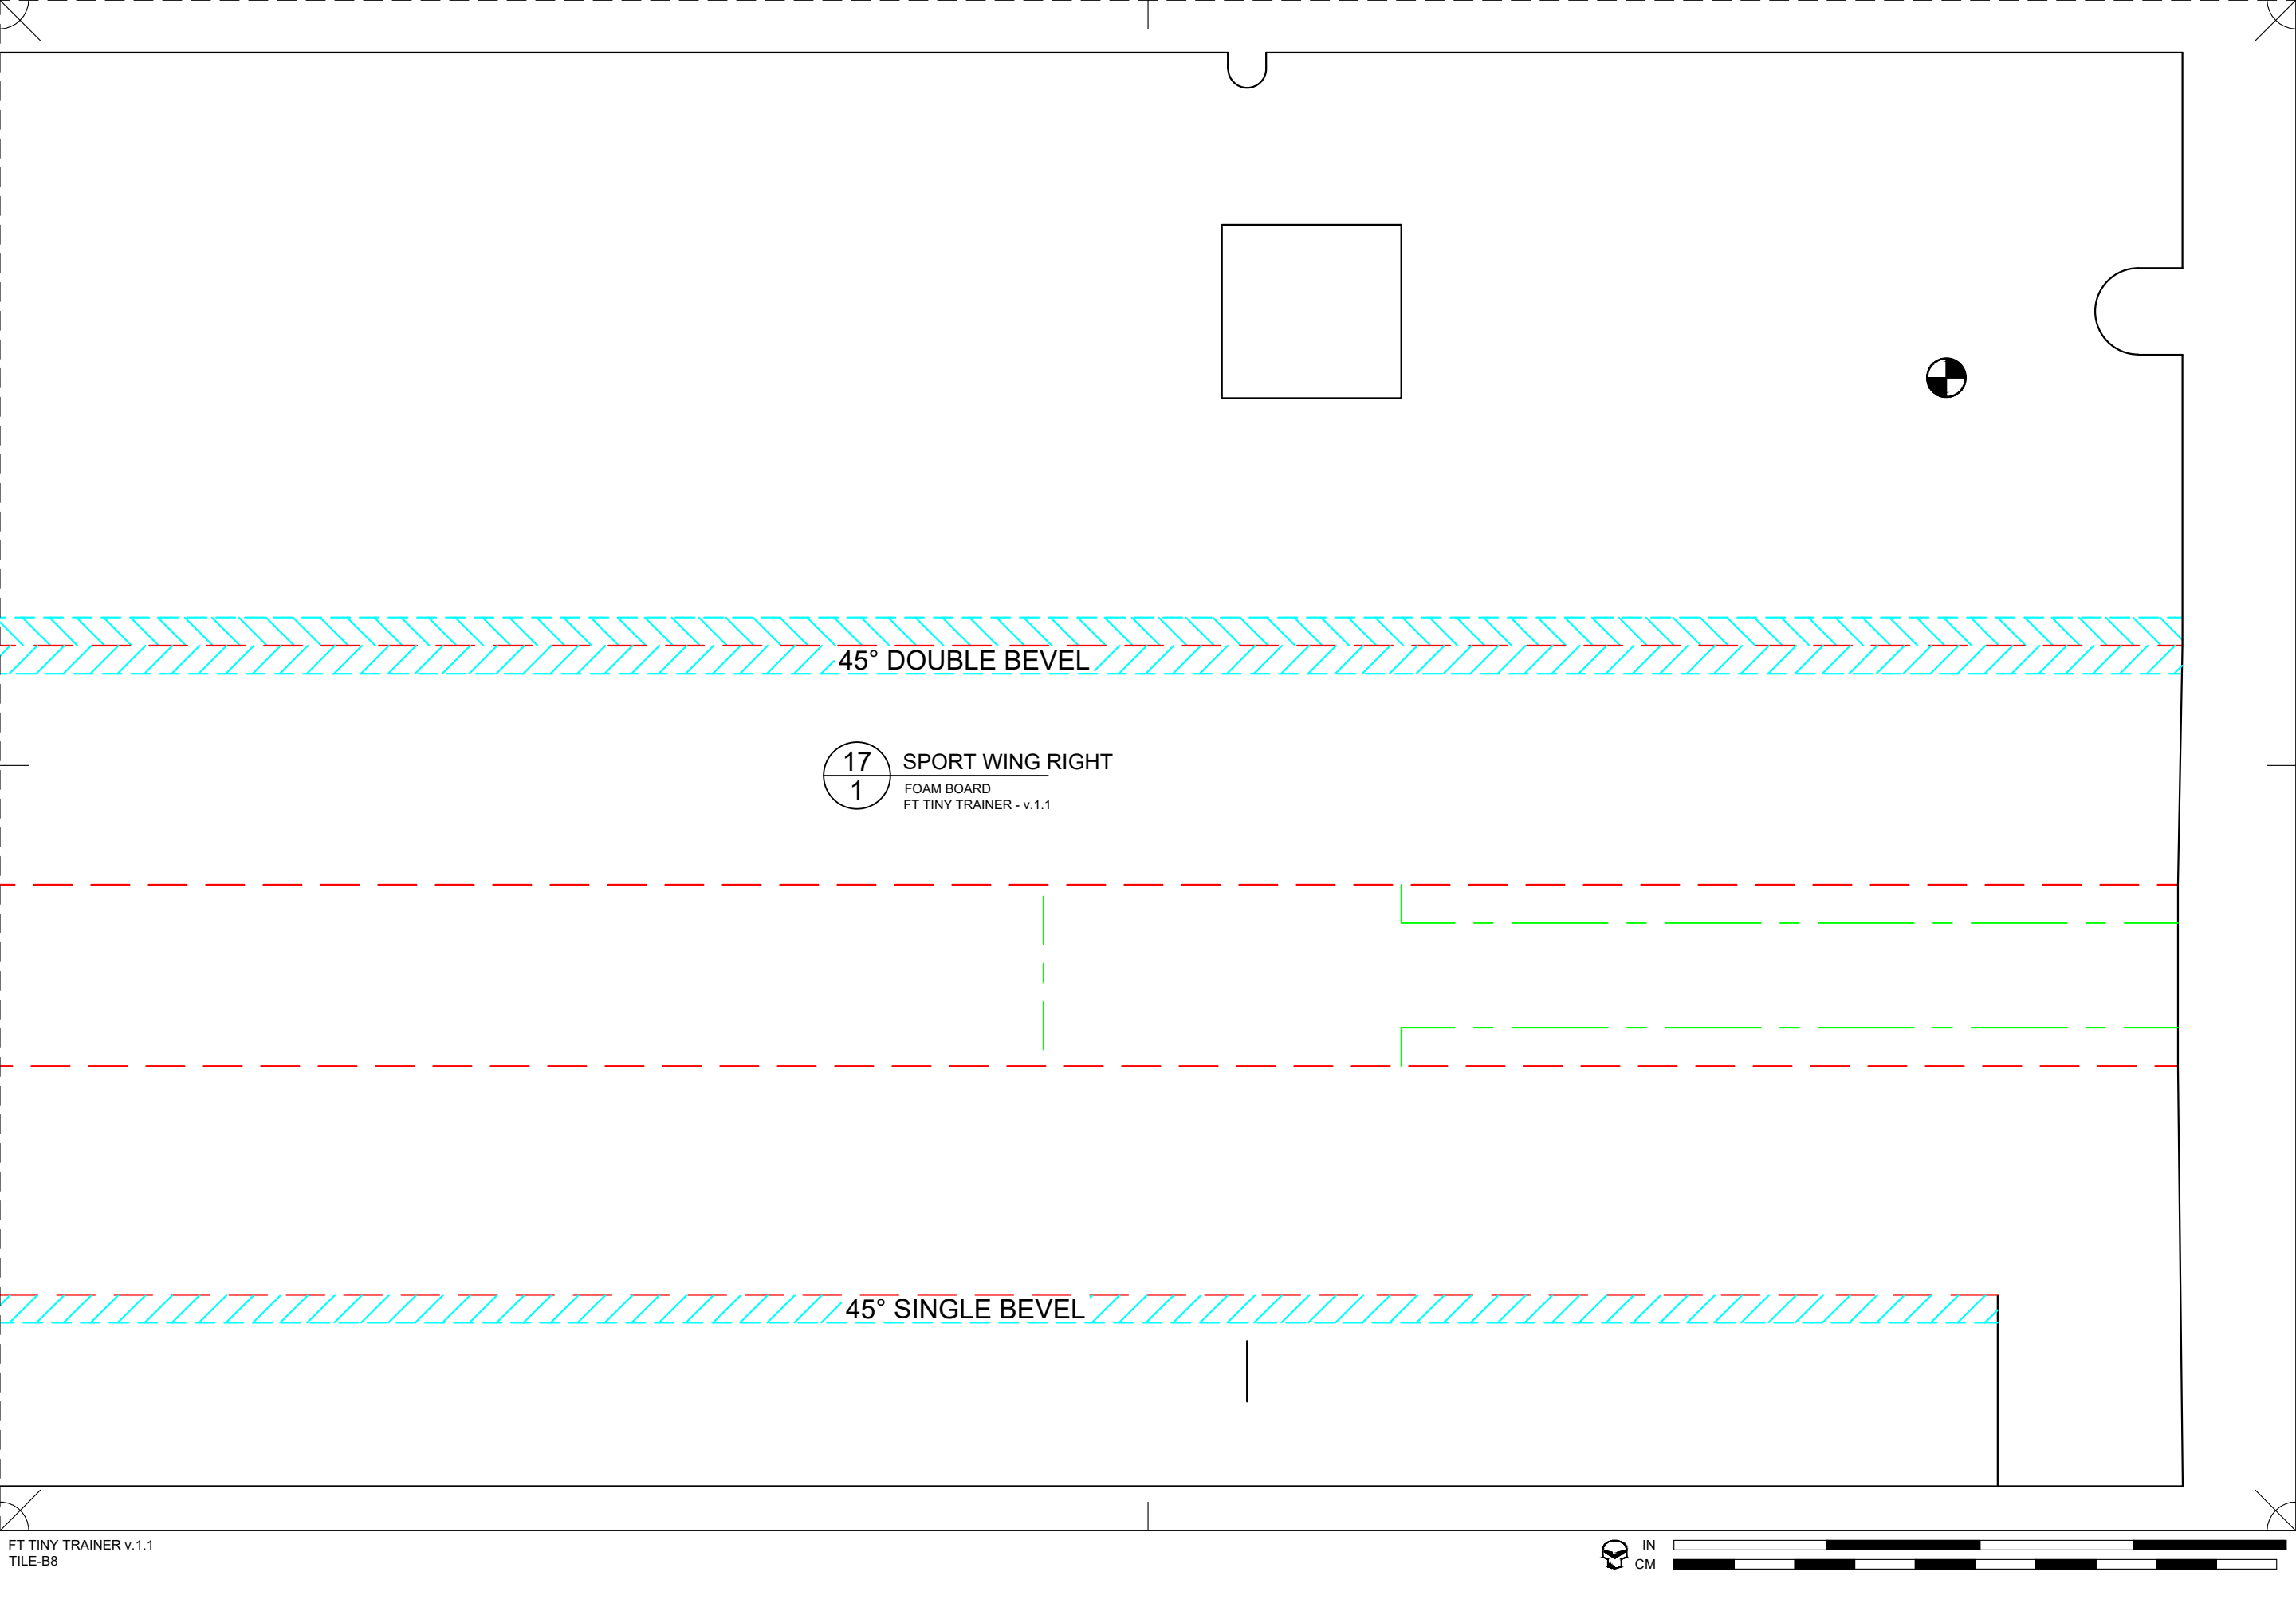 45° DOUBLE BEVEL
17
1
SPORT WING RIGHT
FOAM BOARD
FT TINY TRAINER - v.1.1
45° SINGLE BEVEL
FT TINY TRAINER v.1.1
TILE-B8
IN
CM